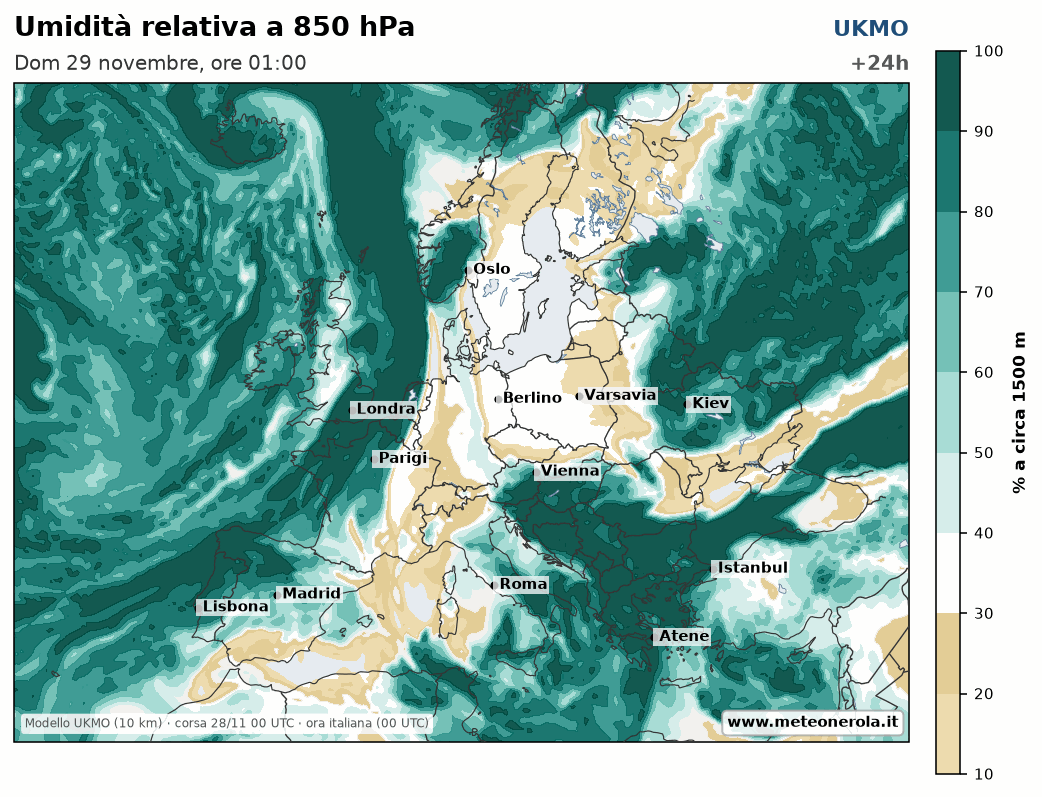 Umidità relativa a 850 hPa
UKMO
Dom 29 novembre, ore 01:00
+24h
100
90
80
70
60
50
40
30
20
10
% a circa 1500 m
Oslo
Londra
Berlino
Varsavia
Kiev
Parigi
Vienna
Istanbul
Roma
Madrid
Lisbona
Atene
Modello UKMO (10 km) · corsa 28/11 00 UTC · ora italiana (00 UTC)
www.meteonerola.it